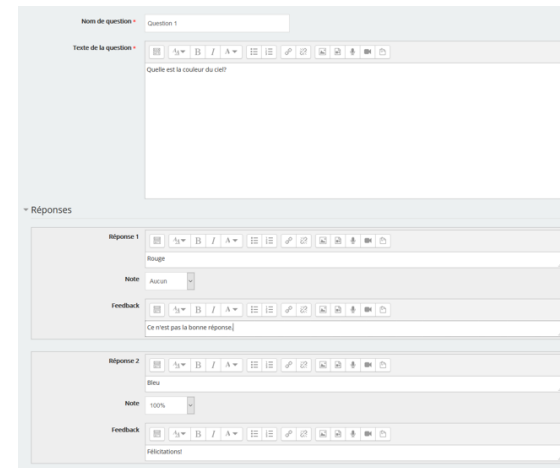 Nom de question *
Question 1
Texte de la question *
Quelle est la couleur du ciel?
Réponses
Réponse 1
Rouge
Note
Aucun
Feedback
Ce n'est pas la bonne réponse.
Réponse 2
Bleu
Note
100%
Feedback
Félicitations!